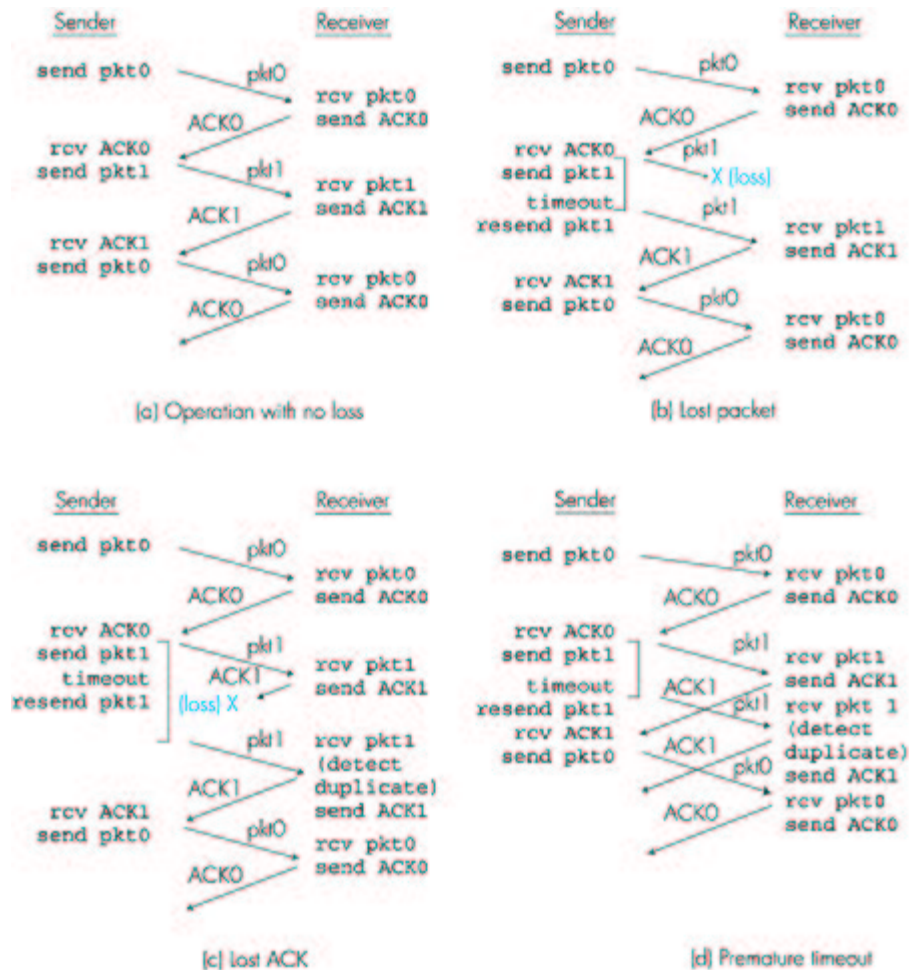 Sender
Receiver
send pkt0
pkt0
rcv pkt0
send ACK0
ACK0
rcv ACK0
send pkt1
pkt1
rcv pkt1
send ACK1
ACK1
rcv ACK1
send pkt0
pkt0
rcv pkt0
send ACK0
ACK0
(a) Operation with no loss
Sender
Receiver
send pkt0
pkt0
rcv pkt0
send ACK0
ACK0
rcv ACK0
send pkt1
pkt1
X (loss)
timeout
resend pkt1
pkt1
rcv pkt1
send ACK1
ACK1
rcv ACK1
send pkt0
pkt0
rcv pkt0
send ACK0
ACK0
(b) Lost packet
Sender
Receiver
send pkt0
pkt0
rcv pkt0
send ACK0
ACK0
rcv ACK0
send pkt1
pkt1
rcv pkt1
send ACK1
ACK1
(loss) X
timeout
resend pkt1
pkt1
rcv pkt1
(detect
duplicate)
send ACK1
ACK1
rcv ACK1
send pkt0
pkt0
rcv pkt0
send ACK0
ACK0
(c) Lost ACK
Sender
Receiver
send pkt0
pkt0
rcv pkt0
send ACK0
ACK0
rcv ACK0
send pkt1
pkt1
rcv pkt1
send ACK1
ACK1
timeout
resend pkt1
pkt1
rcv pkt 1
(detect
duplicate)
send ACK1
ACK1
rcv ACK1
send pkt0
pkt0
rcv pkt0
send ACK0
ACK0
(d) Premature timeout